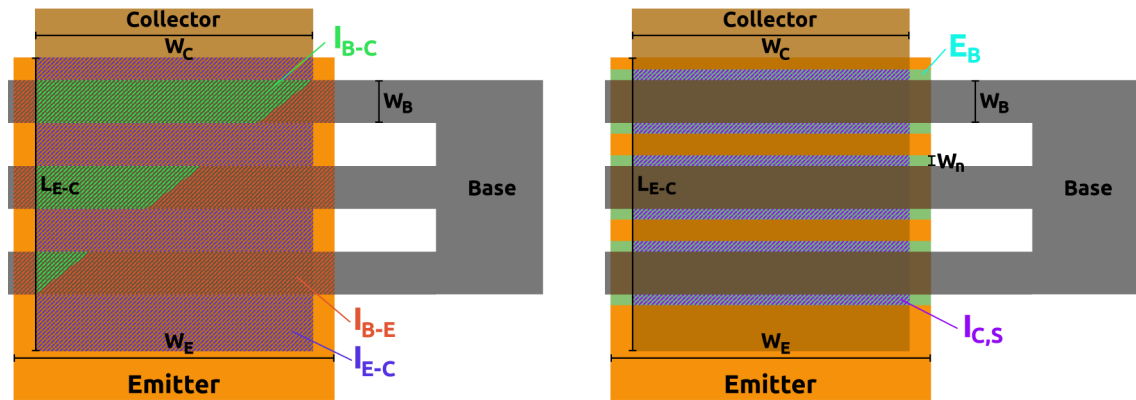 Collector
W_C
I_B-C
W_B
L_E-C
Base
I_B-E
W_E
I_E-C
Emitter
Collector
W_C
E_B
W_B
W_n
L_E-C
Base
I_C,S
W_E
Emitter